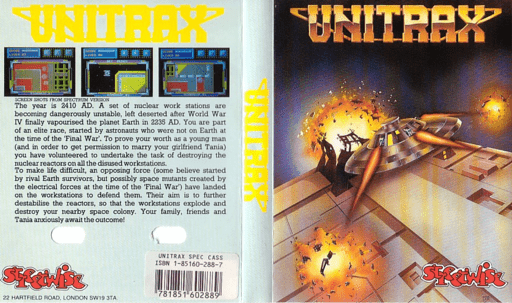 UNITRAX
SCREEN SHOTS FROM SPECTRUM VERSION
The year is 2410 AD. A set of nuclear work stations are
becoming dangerously unstable, left deserted after World War
IV finally vapourised the planet Earth in 2235 AD. You are part
of an elite race, started by astronauts who were not on Earth at
the time of the 'Final War'. To prove your worth as a young man
(and in order to get permission to marry your girlfriend Tania)
you have volunteered to undertake the task of destroying the
nuclear reactors on all the disused workstations.
To make life difficult, an opposing force (some believe started
by rival Earth survivors, but possibly space mutants created by
the electrical forces at the time of the 'Final War') have landed
on the workstations to defend them. Their aim is to further
destabilise the reactors, so that the workstations explode and
destroy your nearby space colony. Your family, friends and
Tania anxiously await the outcome!
UNITRAX SPEC CASS
ISBN 1-85160-288-7
9 781851 602889
Streetwise
22 HARTFIELD ROAD, LONDON SW19 3TA
UNITRAX
Streetwise
UNITRAX
Streetwise